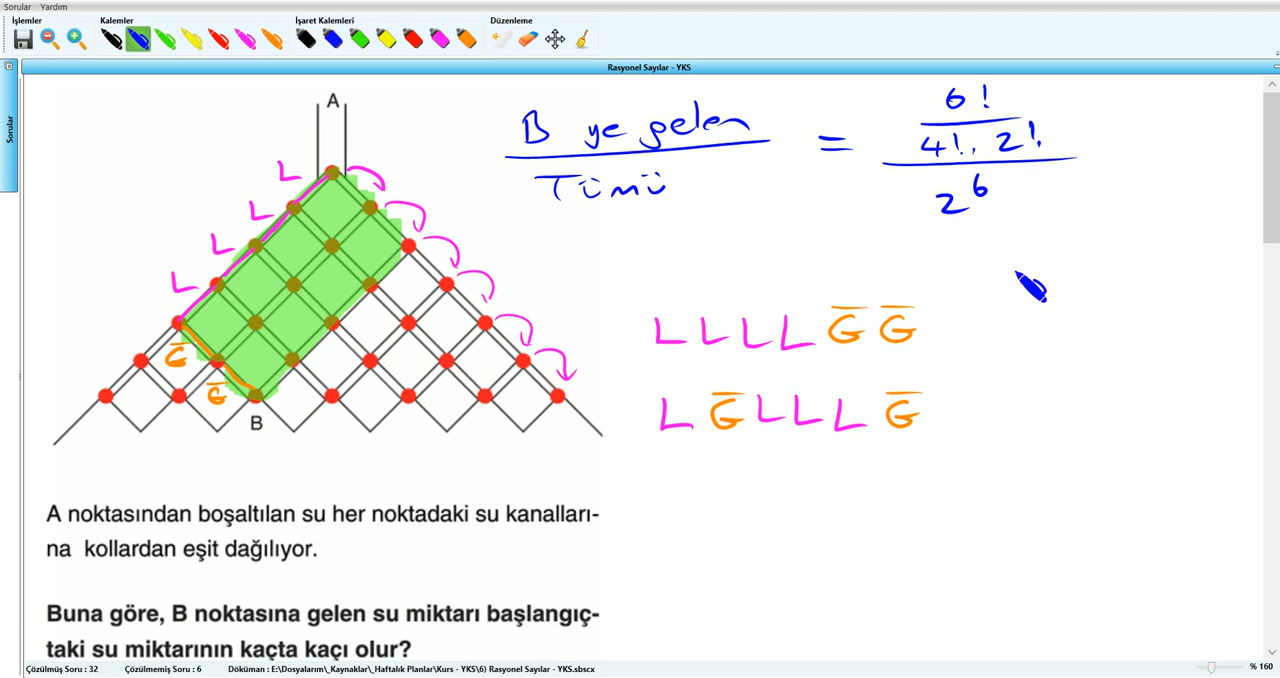 Sorular Yardım
İşlemler Kalemler İşaret Kalemleri Düzenleme
Rasyonel Sayılar - YKS
Sorular
A
B ye gelen
Tümü
=
6!
4!. 2!
2^6
L
L
L
L
G̅
G̅
B
L L L L G̅ G̅
L G̅ L L L G̅
A noktasından boşaltılan su her noktadaki su kanalları-
na kollardan eşit dağılıyor.
Buna göre, B noktasına gelen su miktarı başlangıç-
taki su miktarının kaçta kaçı olur?
Çözülmüş Soru : 32 Çözülmemiş Soru : 6 Döküman : E:\Dosyalarım\_Kaynaklar\_Haftalık Planlar\Kurs - YKS\6) Rasyonel Sayılar - YKS.sbscx % 160